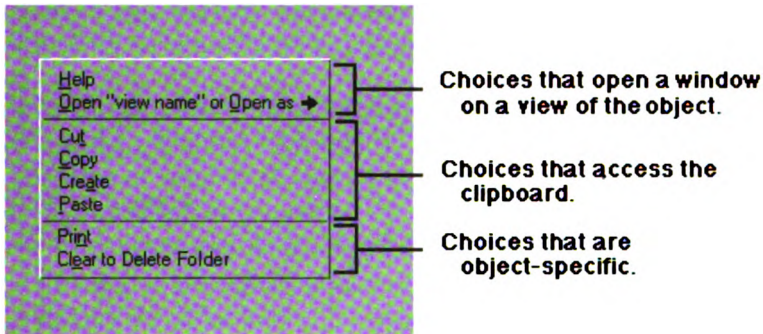 Help
Open "view name" or Open as ➔
Cut
Copy
Create
Paste
Print
Clear to Delete Folder
Choices that open a window
on a view of the object.
Choices that access the
clipboard.
Choices that are
object-specific.